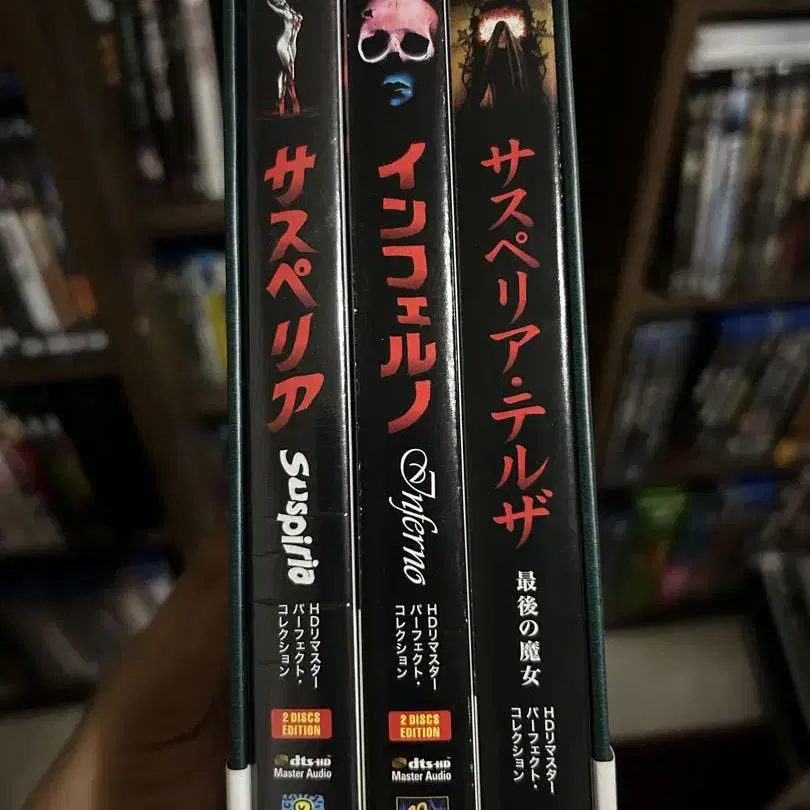 サスペリア
Suspiria
HDリマスター
パーフェクト・
コレクション
2 DISCS
EDITION
dts-HD
Master Audio
インフェルノ
Inferno
HDリマスター
パーフェクト・
コレクション
2 DISCS
EDITION
dts-HD
Master Audio
サスペリア・テルザ
最後の魔女
HDリマスター
パーフェクト・
コレクション